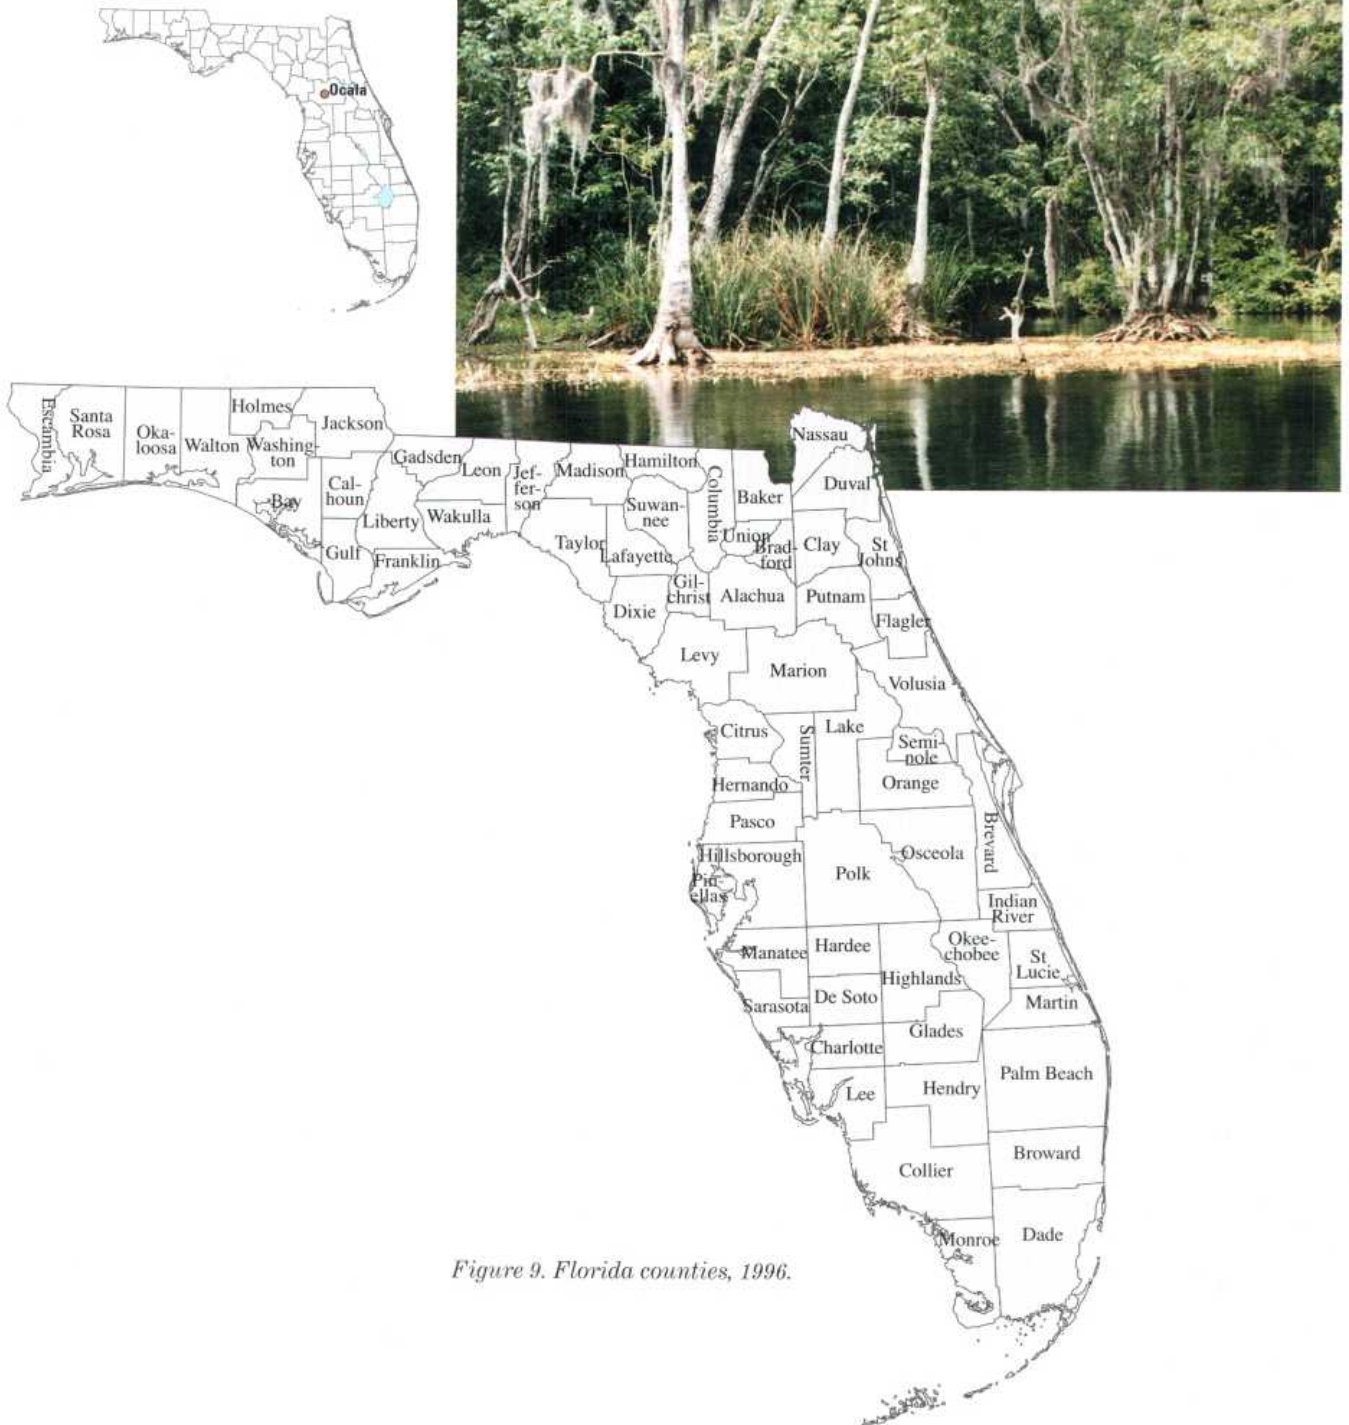 Ocala
Escambia
Santa
Rosa
Oka-
loosa
Walton
Holmes
Washing-
ton
Jackson
Bay
Cal-
houn
Gulf
Gadsden
Liberty
Franklin
Leon
Wakulla
Jef-
fer-
son
Madison
Taylor
Hamilton
Suwan-
nee
Lafayette
Dixie
Columbia
Gil-
christ
Baker
Union
Brad-
ford
Alachua
Nassau
Duval
Clay
St
Johns
Putnam
Flagler
Levy
Marion
Volusia
Citrus
Sumter
Lake
Semi-
nole
Orange
Hernando
Pasco
Brevard
Hillsborough
Pin-
ellas
Polk
Osceola
Indian
River
Manatee
Hardee
Highlands
Okee-
chobee
St
Lucie
Sarasota
De Soto
Martin
Charlotte
Glades
Lee
Hendry
Palm Beach
Collier
Broward
Monroe
Dade
Figure 9. Florida counties, 1996.